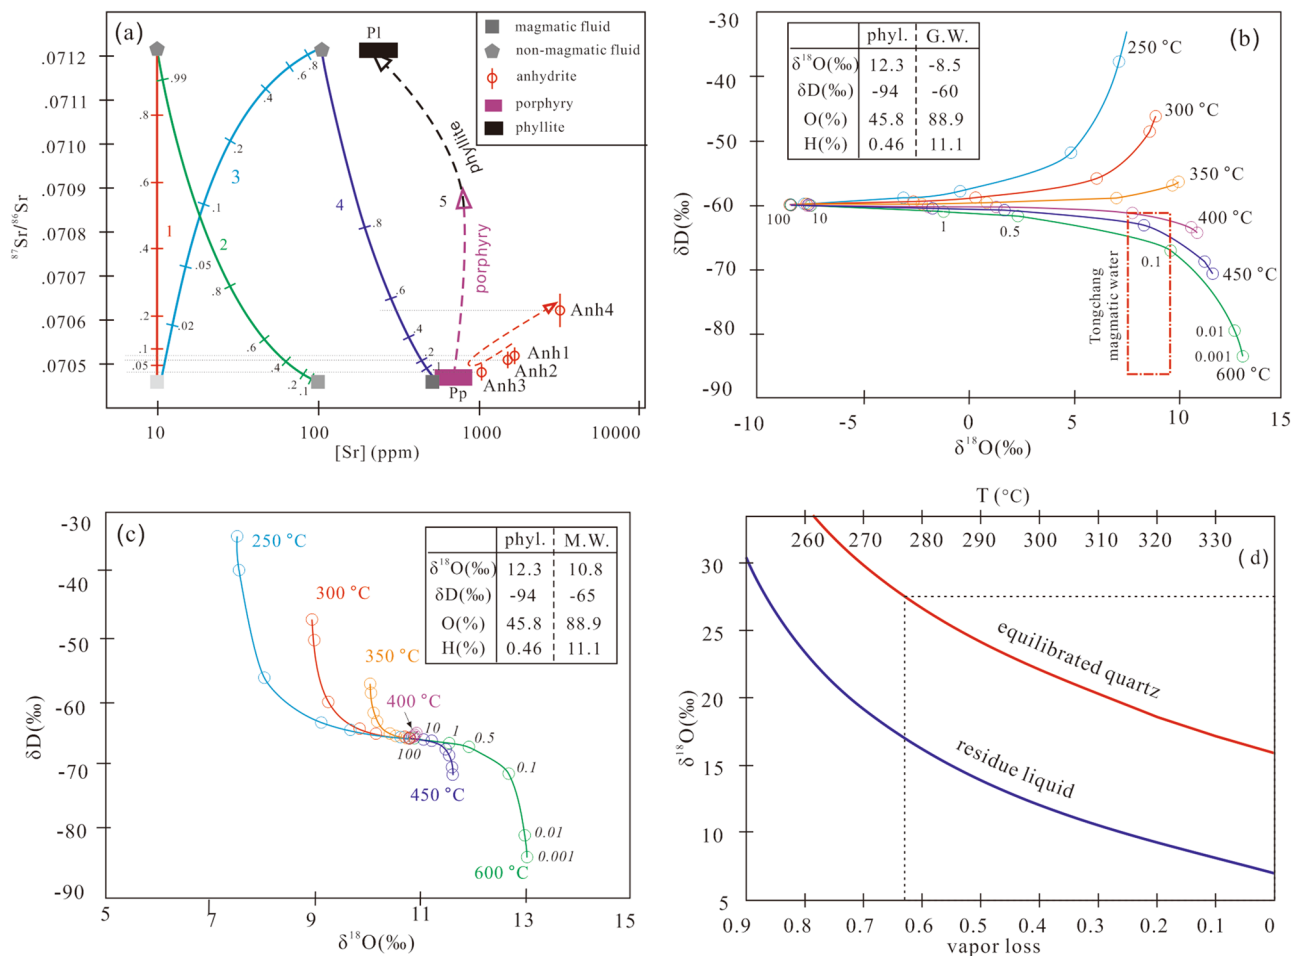 (a)
.0712
.0711
.0710
.0709
.0708
.0707
.0706
.0705
⁸⁷Sr/⁸⁶Sr
10
100
1000
10000
[Sr] (ppm)
magmatic fluid
non-magmatic fluid
anhydrite
porphyry
phyllite
Pl
phyllite
5
porphyry
Pp
Anh4
Anh1
Anh2
Anh3
1
.8
.6
.4
.2
.1
.05
2
.99
.8
.6
.4
.2
.1
3
.8
.6
.4
.2
.1
.05
.02
4
.8
.6
.4
.2
.1
(b)
-30
-40
-50
-60
-70
-80
-90
δD(‰)
-10
-5
0
5
10
15
δ¹⁸O(‰)
phyl. G.W.
δ¹⁸O(‰) 12.3 -8.5
δD(‰) -94 -60
O(%) 45.8 88.9
H(%) 0.46 11.1
250 °C
300 °C
350 °C
400 °C
450 °C
600 °C
100
10
1
0.5
0.1
0.01
0.001
Tongchang
magmatic water
(c)
-30
-40
-50
-60
-70
-80
-90
δD(‰)
5
7
9
11
13
15
δ¹⁸O(‰)
phyl. M.W.
δ¹⁸O(‰) 12.3 10.8
δD(‰) -94 -65
O(%) 45.8 88.9
H(%) 0.46 11.1
250 °C
300 °C
350 °C
400 °C
450 °C
600 °C
100
10
1
0.5
0.1
0.01
0.001
T (°C)
260 270 280 290 300 310 320 330
(d)
30
25
20
15
10
5
δ¹⁸O(‰)
equilibrated quartz
residue liquid
0.9 0.8 0.7 0.6 0.5 0.4 0.3 0.2 0.1 0
vapor loss